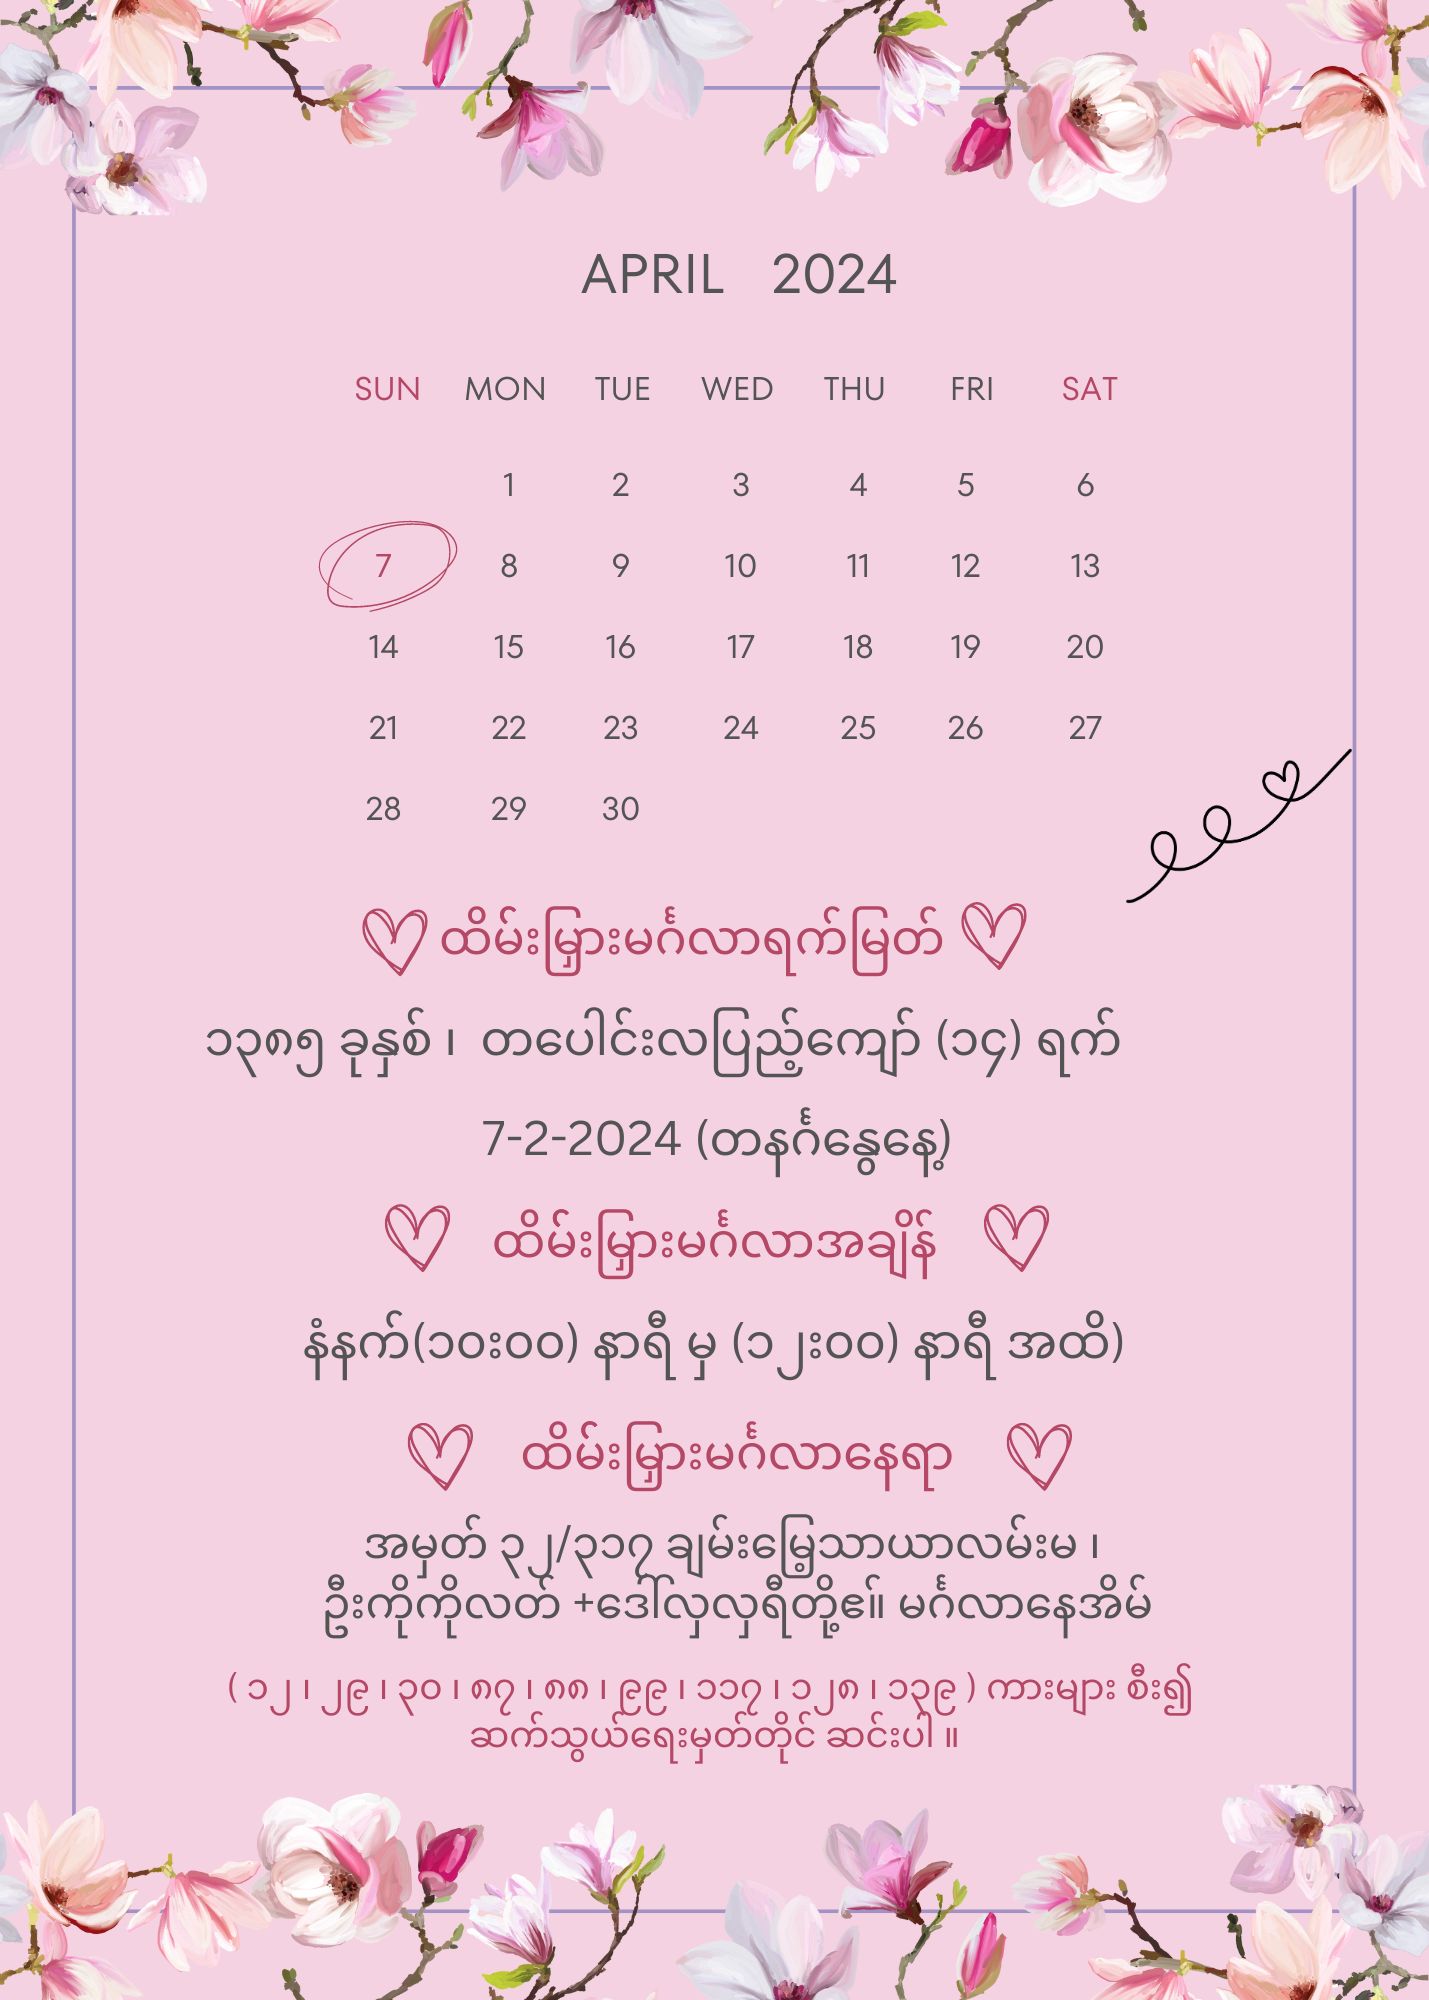 APRIL 2024
SUN MON TUE WED THU FRI SAT
1 2 3 4 5 6
7 8 9 10 11 12 13
14 15 16 17 18 19 20
21 22 23 24 25 26 27
28 29 30
ထိမ်းမြှားမင်္ဂလာရက်မြတ်
၁၃၈၅ ခုနှစ် ၊ တပေါင်းလပြည့်ကျော် (၁၄) ရက်
7-2-2024 (တနင်္ဂနွေနေ့)
ထိမ်းမြှားမင်္ဂလာအချိန်
နံနက်(၁၀း၀၀) နာရီ မှ (၁၂း၀၀) နာရီ အထိ)
ထိမ်းမြှားမင်္ဂလာနေရာ
အမှတ် ၃၂/၃၁၇ ချမ်းမြေ့သာယာလမ်းမ ၊
ဦးကိုကိုလတ် +ဒေါ်လှလှရီတို့၏ မင်္ဂလာနေအိမ်
( ၁၂ ၊ ၂၉ ၊ ၃၀ ၊ ၈၇ ၊ ၈၈ ၊ ၉၉ ၊ ၁၁၇ ၊ ၁၂၈ ၊ ၁၃၉ ) ကားများ စီး၍
ဆက်သွယ်ရေးမှတ်တိုင် ဆင်းပါ ။